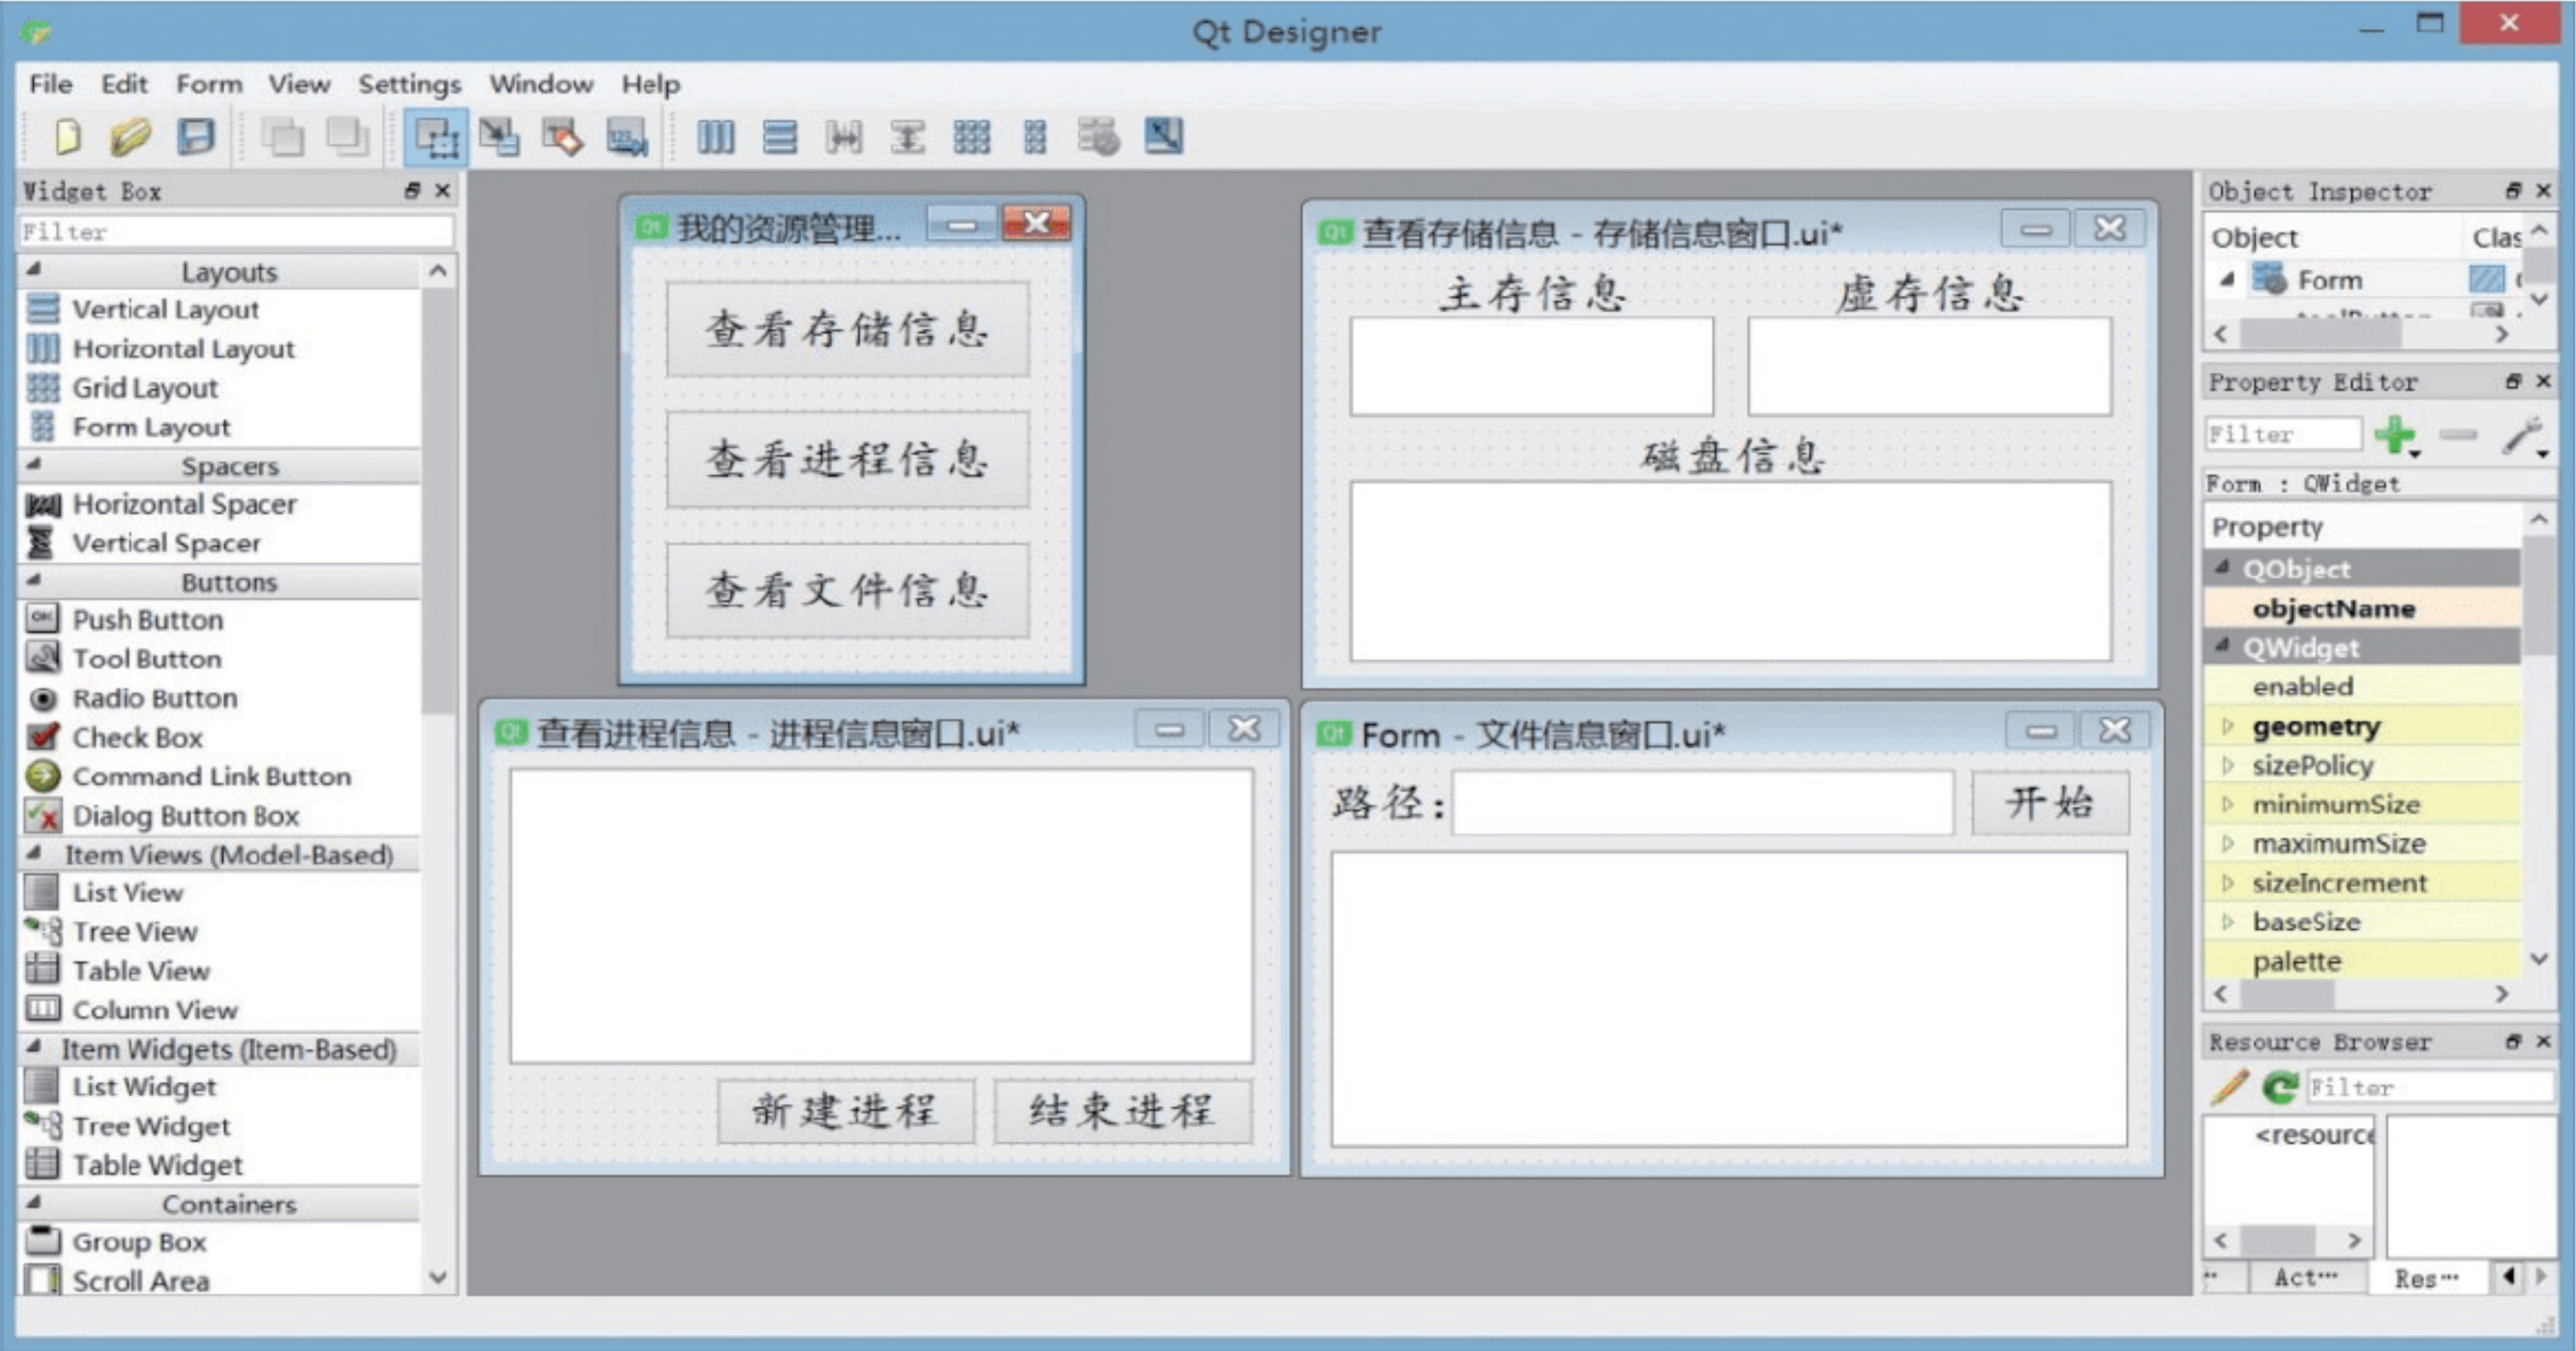 Qt Designer
File Edit Form View Settings Window Help
Widget Box
Filter
Layouts
Vertical Layout
Horizontal Layout
Grid Layout
Form Layout
Spacers
Horizontal Spacer
Vertical Spacer
Buttons
Push Button
Tool Button
Radio Button
Check Box
Command Link Button
Dialog Button Box
Item Views (Model-Based)
List View
Tree View
Table View
Column View
Item Widgets (Item-Based)
List Widget
Tree Widget
Table Widget
Containers
Group Box
Scroll Area
我的资源管理...
查看存储信息
查看进程信息
查看文件信息
查看存储信息 - 存储信息窗口.ui*
主存信息 虚存信息
磁盘信息
查看进程信息 - 进程信息窗口.ui*
新建进程 结束进程
Form - 文件信息窗口.ui*
路径: 开始
Object Inspector
Object Clas
Form
Property Editor
Filter
Form : QWidget
Property
QObject
objectName
QWidget
enabled
geometry
sizePolicy
minimumSize
maximumSize
sizeIncrement
baseSize
palette
Resource Browser
Filter
<resource
Act… Res…